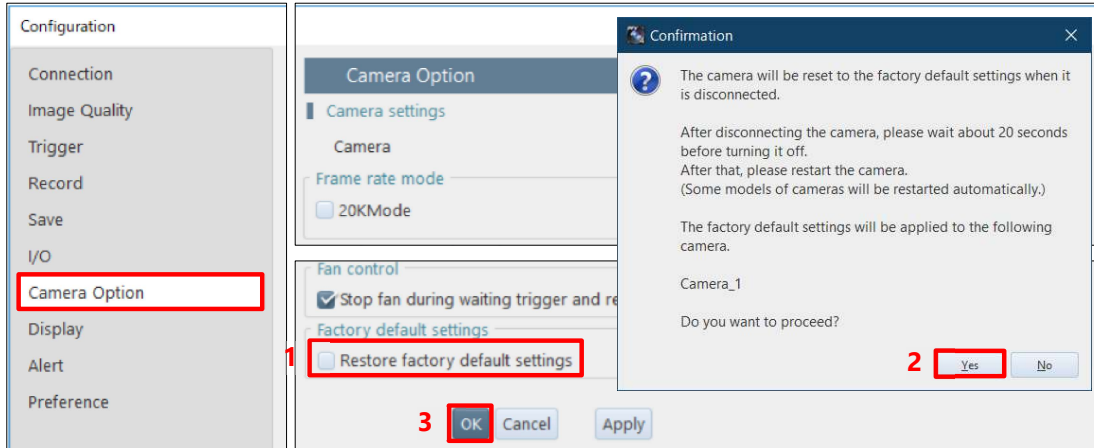 Configuration
Connection
Image Quality
Trigger
Record
Save
I/O
Camera Option
Display
Alert
Preference
Camera Option
Camera settings
Camera
Frame rate mode
20KMode
Fan control
Stop fan during waiting trigger and re
Factory default settings
1
Restore factory default settings
3
OK
Cancel
Apply
Confirmation
The camera will be reset to the factory default settings when it
is disconnected.
After disconnecting the camera, please wait about 20 seconds
before turning it off.
After that, please restart the camera.
(Some models of cameras will be restarted automatically.)
The factory default settings will be applied to the following
camera.
Camera_1
Do you want to proceed?
2
Yes
No